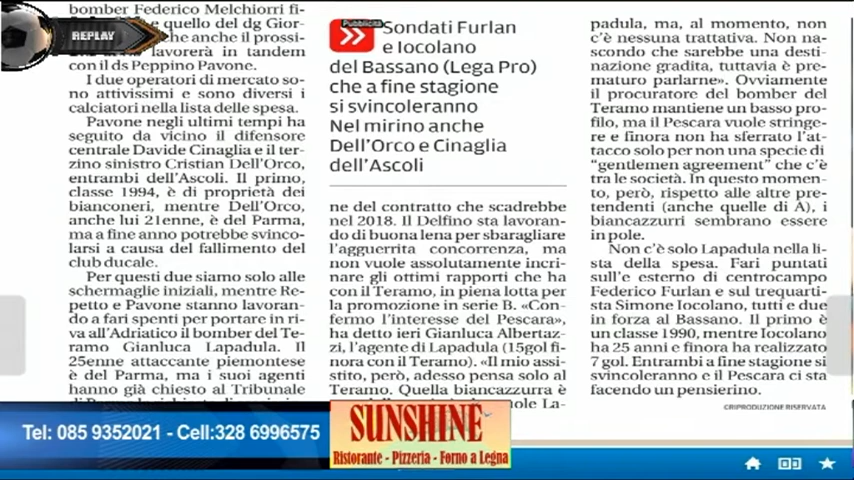 bomber Federico Melchiorri fi-
e quello del dg Gior-
che anche il prossi-
lavorerà in tandem
con il ds Peppino Pavone.
I due operatori di mercato so-
no attivissimi e sono diversi i
calciatori nella lista delle spesa.
Pavone negli ultimi tempi ha
seguito da vicino il difensore
centrale Davide Cinaglia e il ter-
zino sinistro Cristian Dell'Orco,
entrambi dell'Ascoli. Il primo,
classe 1994, è di proprietà dei
bianconeri, mentre Dell'Orco,
anche lui 21enne, è del Parma,
ma a fine anno potrebbe svinco-
larsi a causa del fallimento del
club ducale.
Per questi due siamo solo alle
schermaglie iniziali, mentre Re-
petto e Pavone stanno lavoran-
do a fari spenti per portare in ri-
va all'Adriatico il bomber del Te-
ramo Gianluca Lapadula. Il
25enne attaccante piemontese
è del Parma, ma i suoi agenti
hanno già chiesto al Tribunale
REPLAY
Pubblicità
Sondati Furlan
e Iocolano
del Bassano (Lega Pro)
che a fine stagione
si svincoleranno
Nel mirino anche
Dell'Orco e Cinaglia
dell'Ascoli
ne del contratto che scadrebbe
nel 2018. Il Delfino sta lavoran-
do di buona lena per sbaragliare
l'agguerrita concorrenza, ma
non vuole assolutamente incri-
nare gli ottimi rapporti che ha
con il Teramo, in piena lotta per
la promozione in serie B. «Con-
fermo l'interesse del Pescara»,
ha detto ieri Gianluca Albertaz-
zi, l'agente di Lapadula (15gol fi-
nora con il Teramo). «Il mio assi-
stito, però, adesso pensa solo al
Teramo. Quella biancazzurra è
La-
padula, ma, al momento, non
c'è nessuna trattativa. Non na-
scondo che sarebbe una desti-
nazione gradita, tuttavia è pre-
maturo parlarne». Ovviamente
il procuratore del bomber del
Teramo mantiene un basso pro-
filo, ma il Pescara vuole stringe-
re e finora non ha sferrato l'at-
tacco solo per non una specie di
"gentlemen agreement" che c'è
tra le società. In questo momen-
to, però, rispetto alle altre pre-
tendenti (anche quelle di A), i
biancazzurri sembrano essere
in pole.
Non c'è solo Lapadula nella li-
sta della spesa. Fari puntati
sull'e esterno di centrocampo
Federico Furlan e sul trequarti-
sta Simone Iocolano, tutti e due
in forza al Bassano. Il primo è
un classe 1990, mentre Iocolano
ha 25 anni e finora ha realizzato
7 gol. Entrambi a fine stagione si
svincoleranno e il Pescara ci sta
facendo un pensierino.
©RIPRODUZIONE RISERVATA
Tel: 085 9352021 - Cell:328 6996575
SUNSHINE
Ristorante - Pizzeria - Forno a Legna